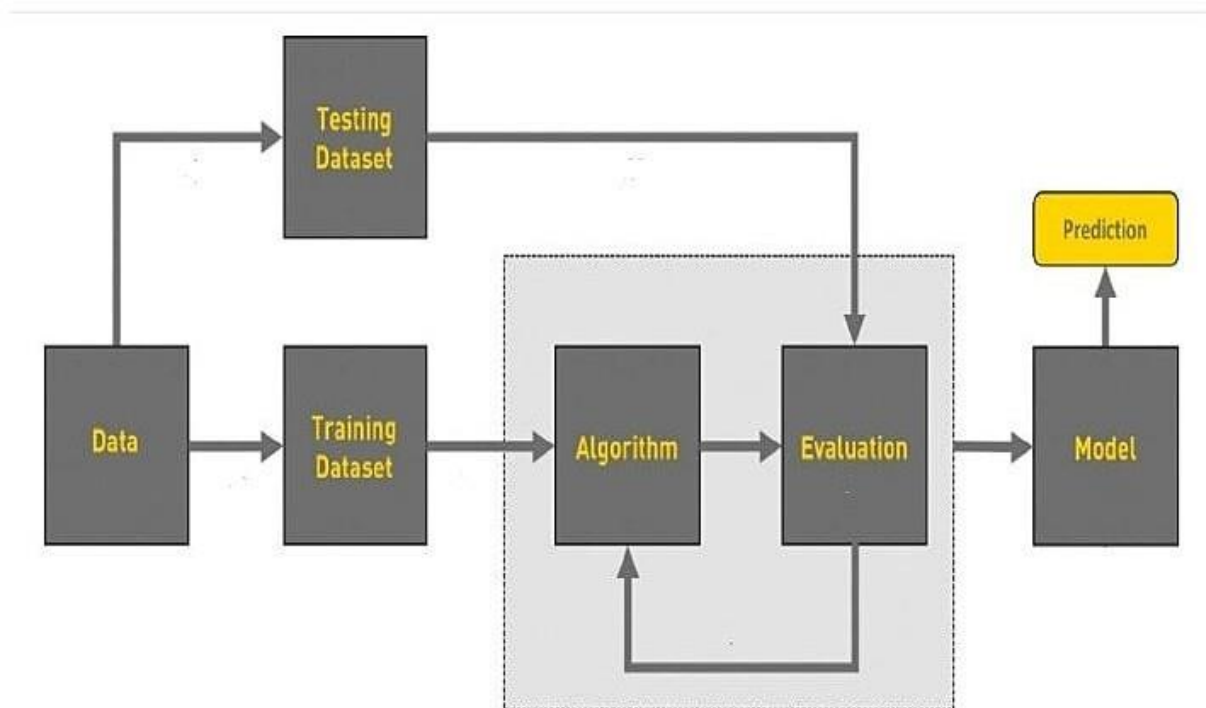 Testing
Dataset
Prediction
Data
Training
Dataset
Algorithm
Evaluation
Model